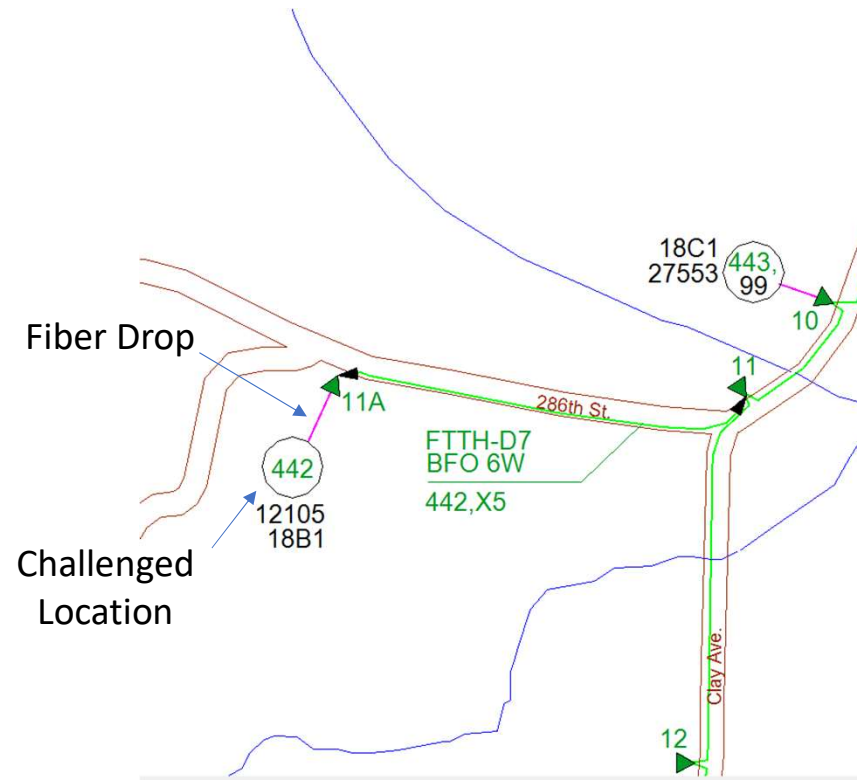 18C1
27553
443,
99
10
Fiber Drop
11
11A
286th St.
442
FTTH-D7
BFO 6W
442,X5
12105
18B1
Challenged
Location
Clay Ave.
12